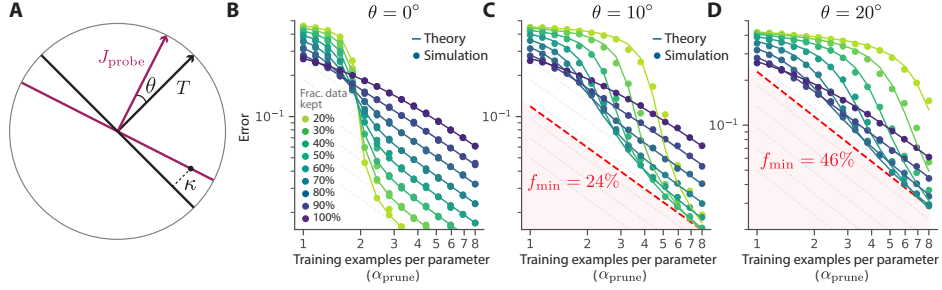 A
J_probe
θ
T
κ
B
θ = 0°
Theory
Simulation
Error
10⁻¹
Frac. data
kept
20%
30%
40%
50%
60%
70%
80%
90%
100%
1 2 3 4 5 6 7 8
Training examples per parameter
(α_prune)
C
θ = 10°
Theory
Simulation
10⁻¹
f_min = 24%
1 2 3 4 5 6 7 8
Training examples per parameter
(α_prune)
D
θ = 20°
Theory
Simulation
10⁻¹
f_min = 46%
1 2 3 4 5 6 7 8
Training examples per parameter
(α_prune)